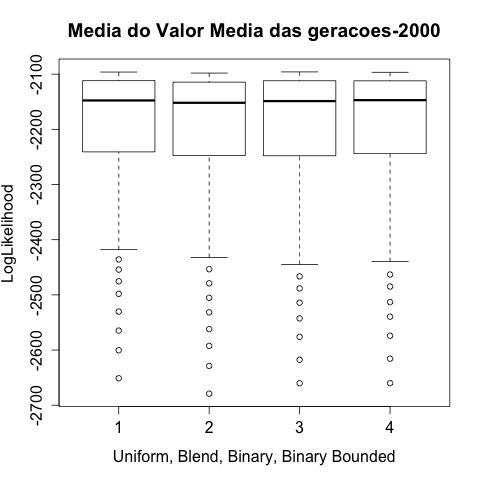 Media do Valor Media das geracoes-2000
LogLikelihood
-2100
-2200
-2300
-2400
-2500
-2600
-2700
1 2 3 4
Uniform, Blend, Binary, Binary Bounded